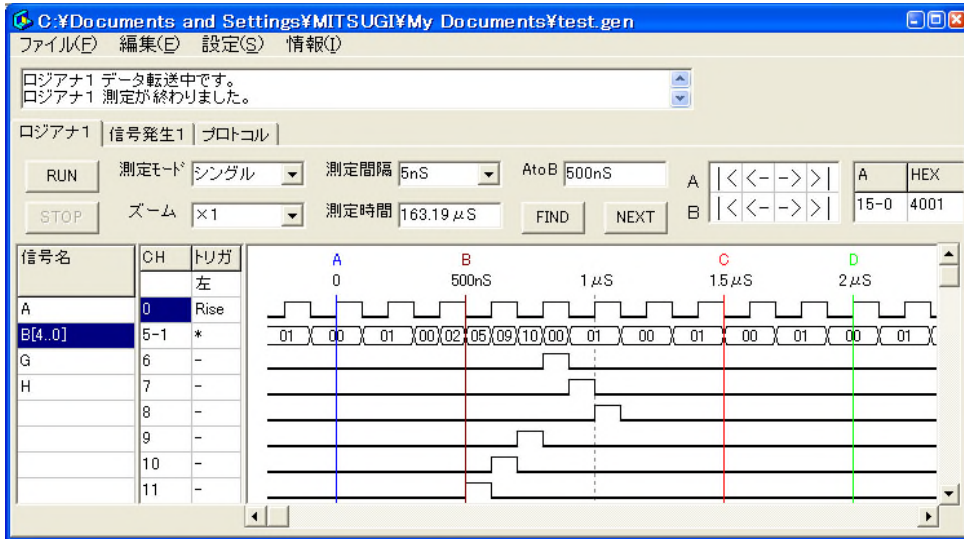 C:¥Documents and Settings¥MITSUGI¥My Documents¥test.gen
ファイル(F) 編集(E) 設定(S) 情報(I)
ロジアナ1 データ転送中です。
ロジアナ1 測定が終わりました。
ロジアナ1 信号発生1 プロトコル
RUN 測定モード シングル 測定間隔 5nS AtoB 500nS A |< <- -> >| A HEX
STOP ズーム ×1 測定時間 163.19μS FIND NEXT B |< <- -> >| 15-0 4001
信号名 CH トリガ A B C D
左 0 500nS 1μS 1.5μS 2μS
A 0 Rise
B[4..0] 5-1 * 01 00 01 00 02 05 09 10 00 01 00 01 00 01 00 01
G 6 -
H 7 -
8 -
9 -
10 -
11 -